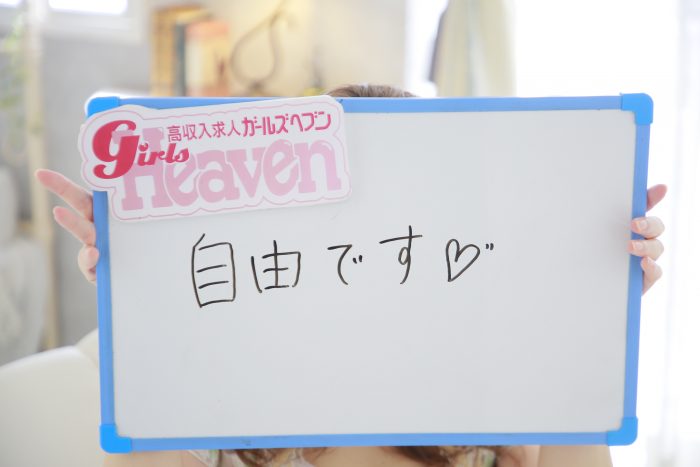 高収入求人ガールズヘブン
Girls
Heaven
自由です♡